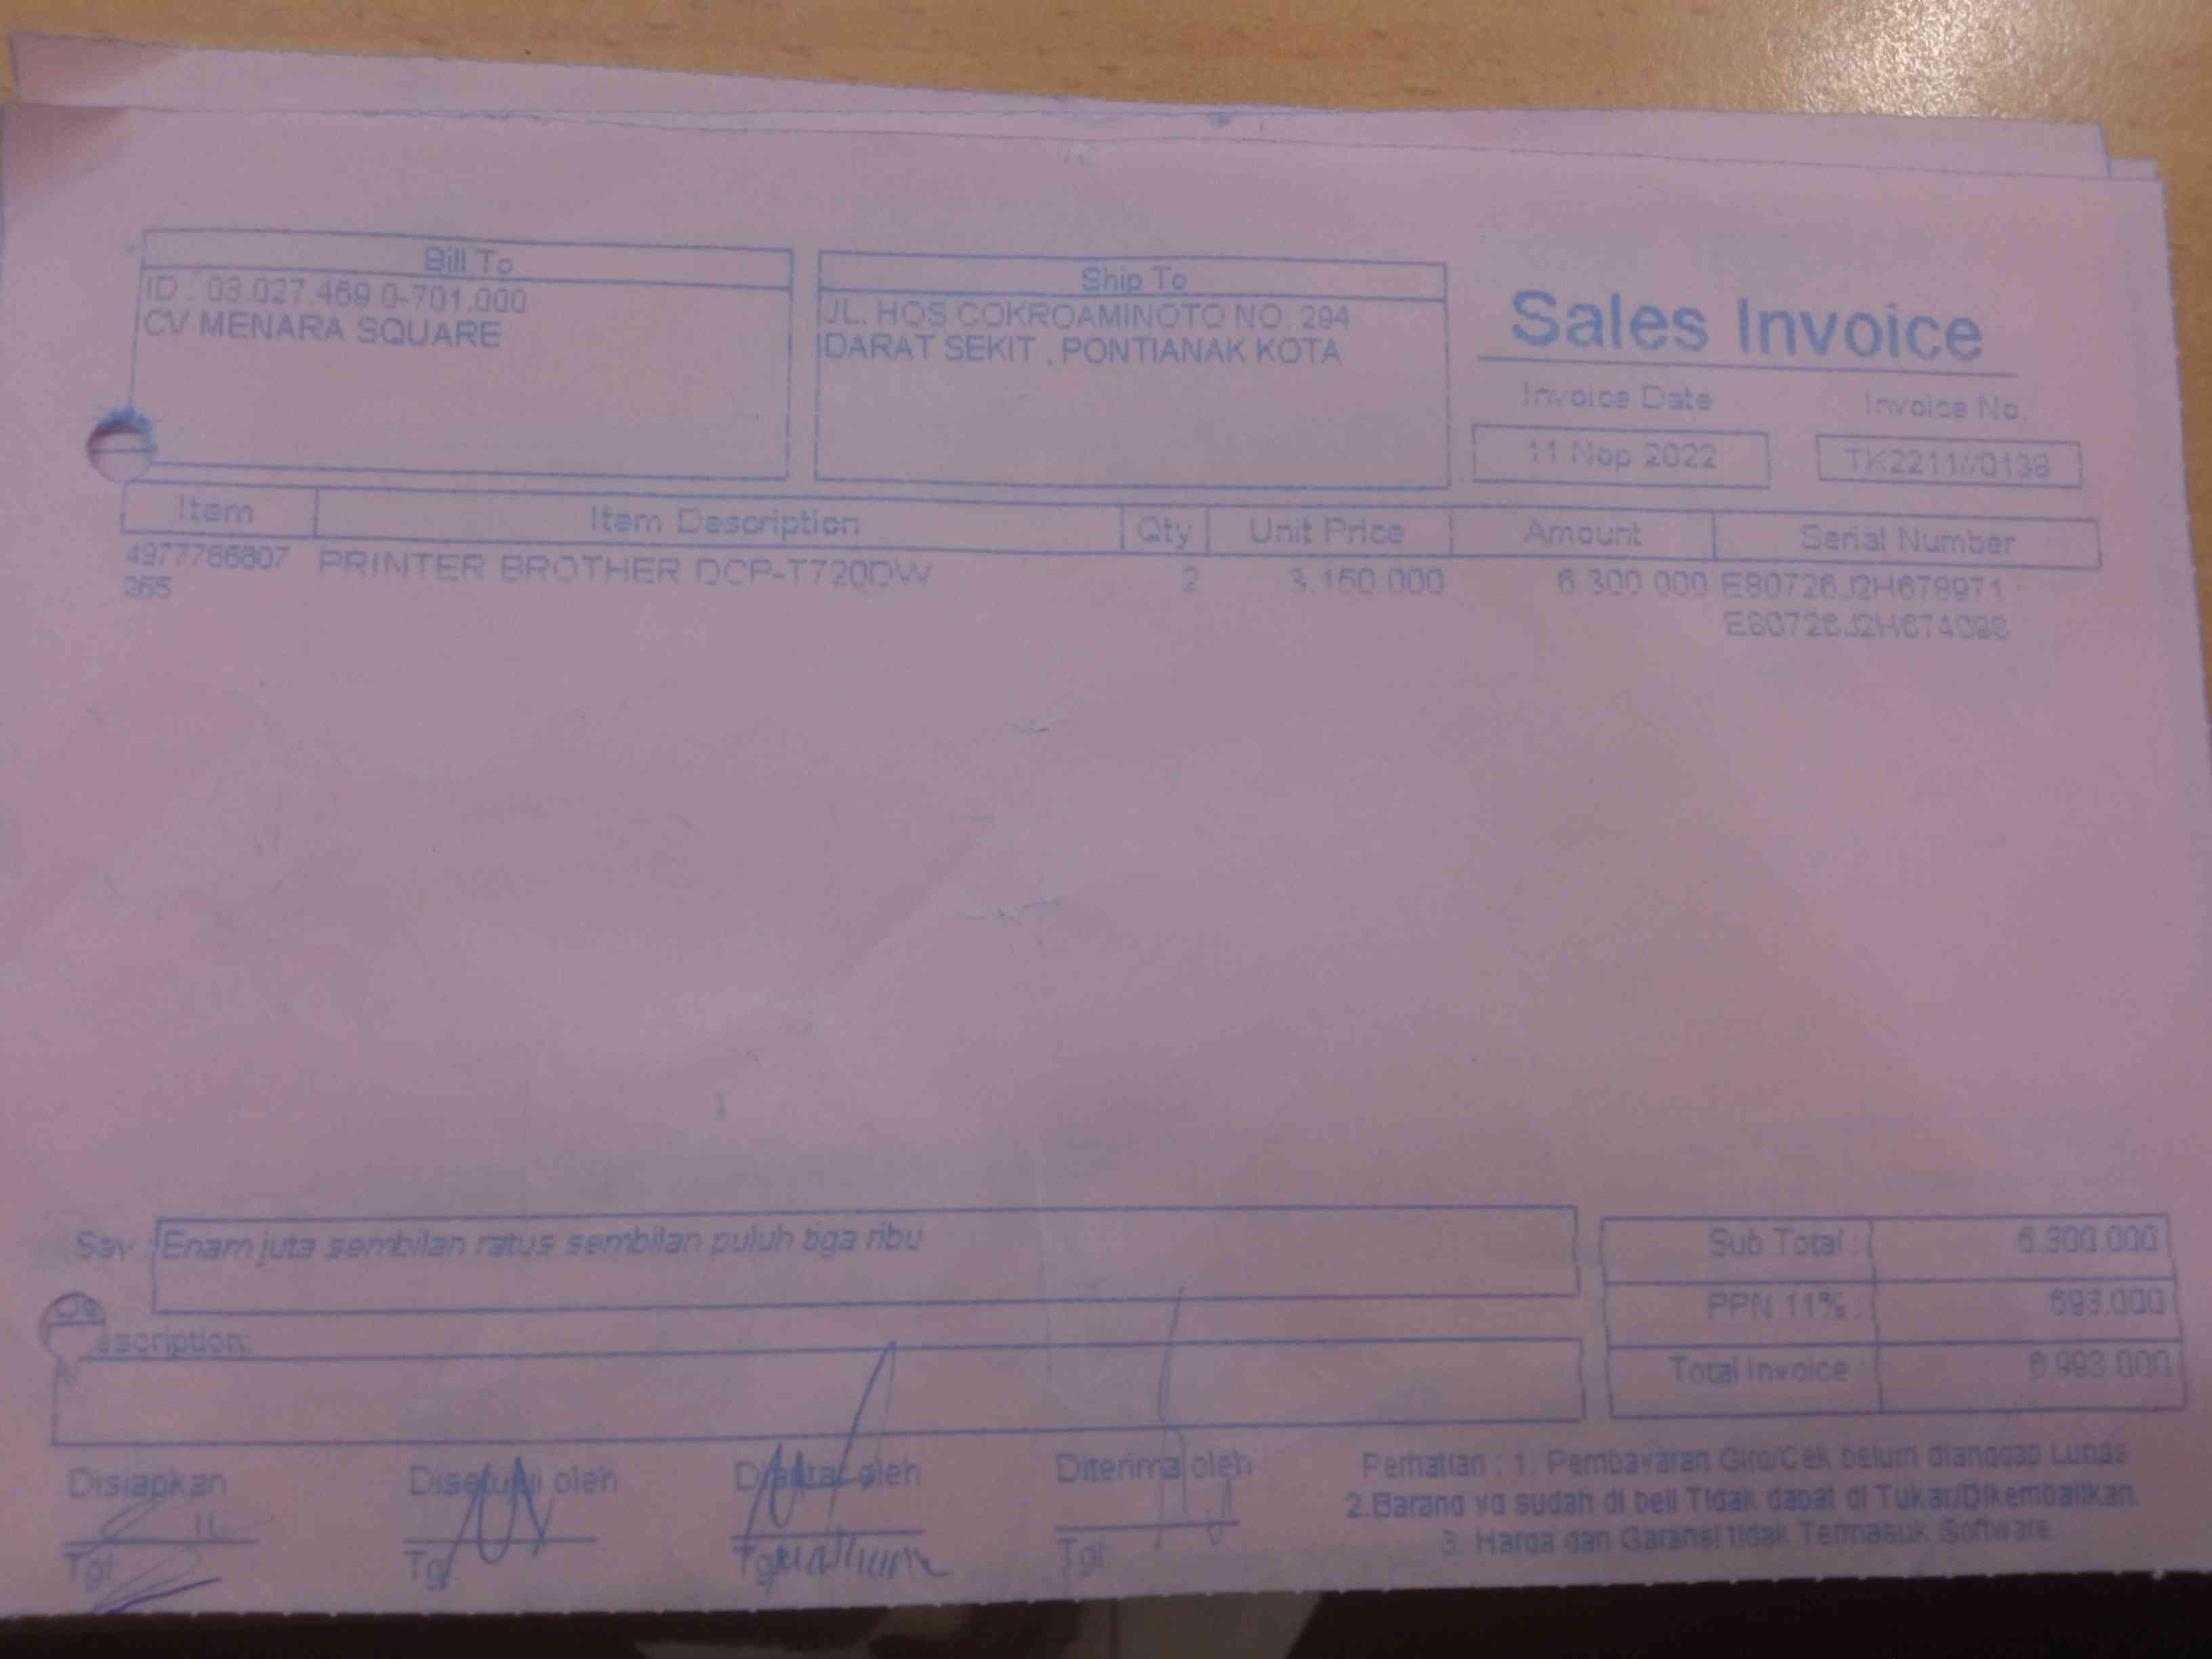 Bill To
ID : 03.027.469.0-701.000
CV MENARA SQUARE
Ship To
JL. HOS COKROAMINOTO NO. 294
DARAT SEKIT , PONTIANAK KOTA
Sales Invoice
Invoice Date
Invoice No.
11 Nop 2022
TK2211//0138
Item Item Description Qty Unit Price Amount Serial Number
4977766807 PRINTER BROTHER DCP-T720DW 2 3.150.000 6.300.000 E80726J2H678971
365
E80726J2H674098
Say : Enam juta sembilan ratus sembilan puluh tiga ribu
Description:
Sub Total : 6.300.000
PPN 11% : 693.000
Total Invoice : 6.993.000
Disiapkan Disetujui oleh Diantar oleh Diterima oleh
Tgl Tgl Tgl Tgl
Perhatian : 1. Pembayaran Giro/Cek belum dianggap Lunas
2.Barang yg sudah di beli Tidak dapat di Tukar/Dikembalikan.
3. Harga dan Garansi tidak Termasuk Software